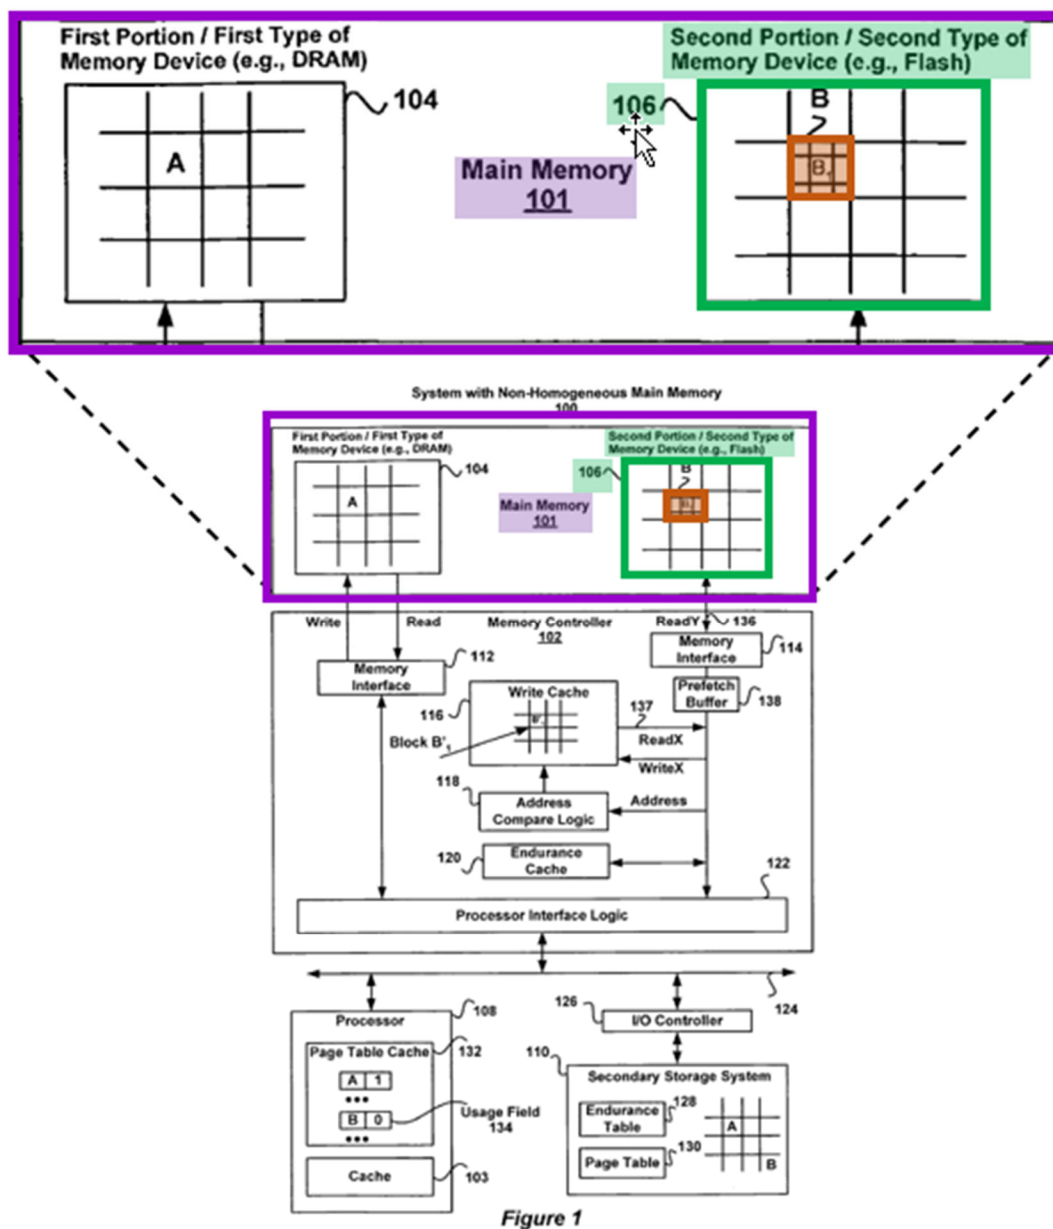 First Portion / First Type of
Memory Device (e.g., DRAM)
104
A
Second Portion / Second Type of
Memory Device (e.g., Flash)
106
B
B₁
Main Memory
101
System with Non-Homogeneous Main Memory
100
First Portion / First Type of
Memory Device (e.g., DRAM)
104
A
Second Portion / Second Type of
Memory Device (e.g., Flash)
106
B
Main Memory
101
Write
Read
Memory Controller
102
ReadY
136
Memory
Interface
112
Memory
Interface
114
Prefetch
Buffer
138
Write Cache
116
B'₁
Block B'₁
137
ReadX
WriteX
118
Address
Compare Logic
Address
120
Endurance
Cache
122
Processor Interface Logic
124
108
Processor
Page Table Cache
132
A 1
•••
B 0
•••
Usage Field
134
Cache
103
126
I/O Controller
110
Secondary Storage System
Endurance
Table
128
Page Table
130
A
B
Figure 1